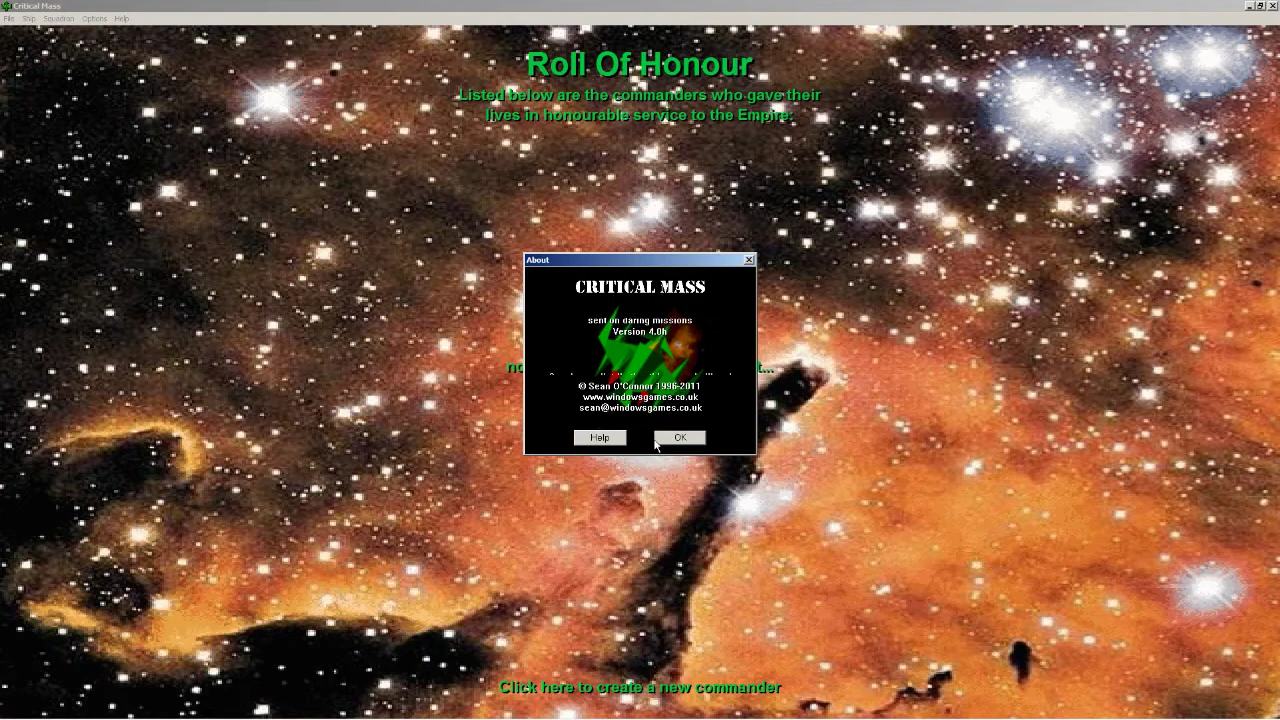 Critical Mass
File Ship Squadron Options Help
Roll Of Honour
Listed below are the commanders who gave their
lives in honourable service to the Empire:
About
CRITICAL MASS
sent on daring missions
Version 4.0h
© Sean O'Connor 1996-2011
www.windowsgames.co.uk
sean@windowsgames.co.uk
Help OK
Click here to create a new commander